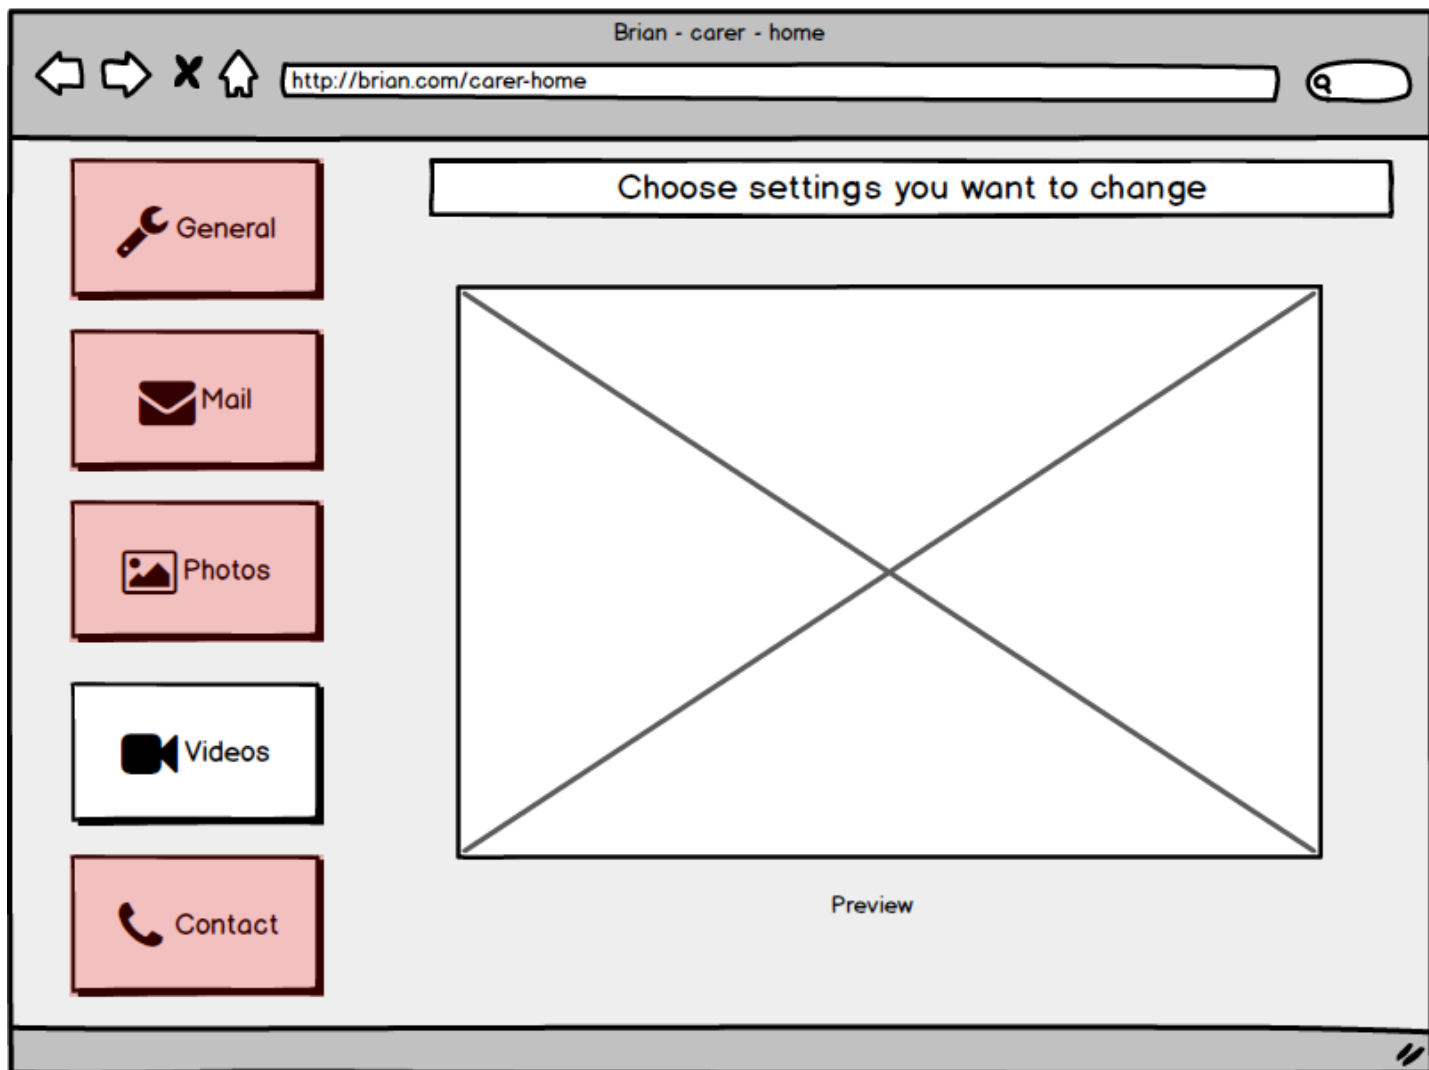 Brian - carer - home
http://brian.com/carer-home
Choose settings you want to change
General
Mail
Photos
Videos
Contact
Preview